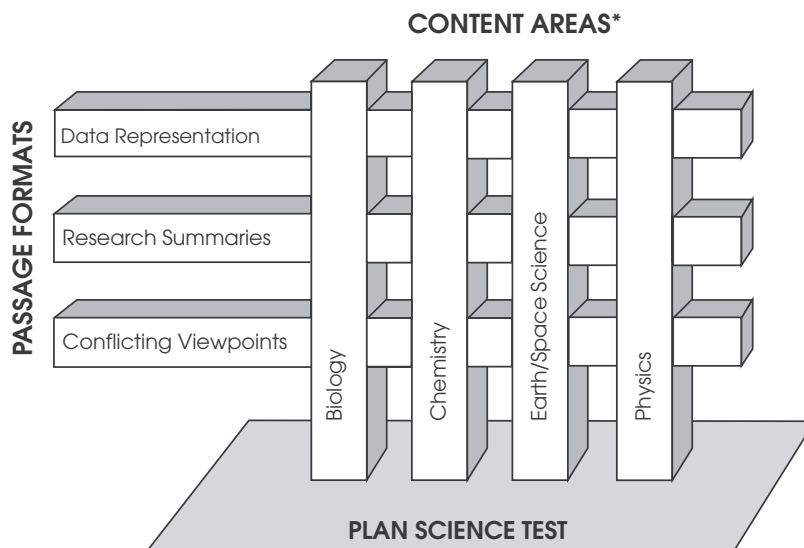 CONTENT AREAS*
PASSAGE FORMATS
Data Representation
Research Summaries
Conflicting Viewpoints
Biology
Chemistry
Earth/Space Science
Physics
PLAN SCIENCE TEST